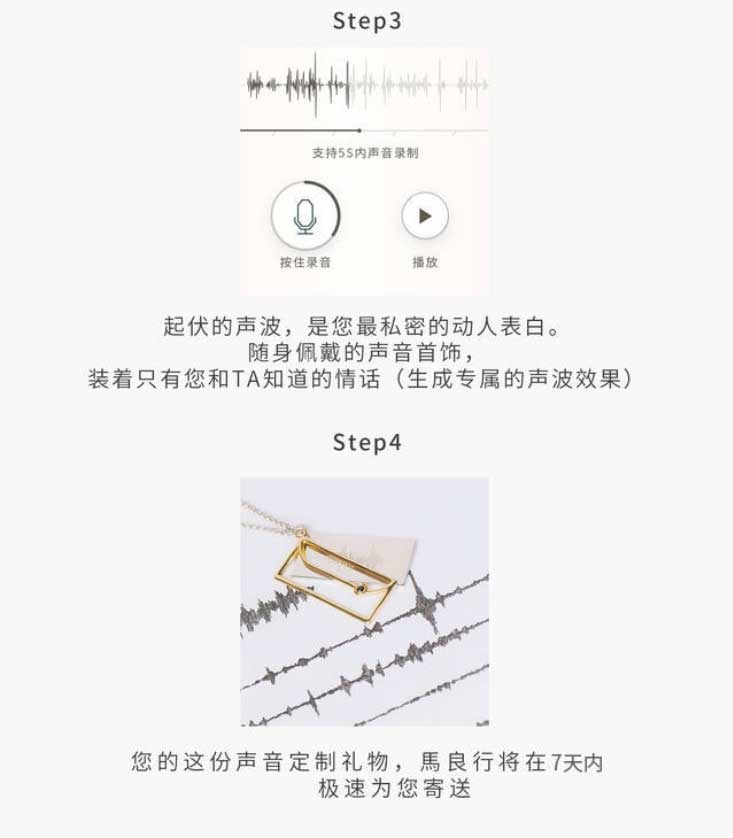 Step3
支持5S内声音录制
按住录音
播放
起伏的声波，是您最私密的动人表白。
随身佩戴的声音首饰，
装着只有您和TA知道的情话（生成专属的声波效果）
Step4
您的这份声音定制礼物，馬良行将在7天内
极速为您寄送